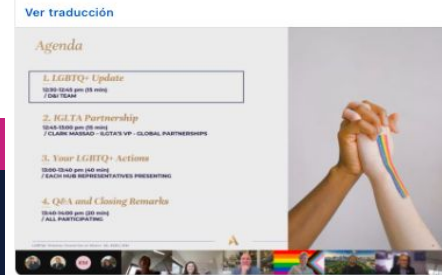 Ver traducción
Agenda
1. LGBTQ+ Update
12:30-12:45 pm (15 min)
/ D&I TEAM
2. IGLTA Partnership
12:45-13:00 pm (15 min)
/ CLARK MASSAD - ILGTA'S VP - GLOBAL PARTNERSHIPS
3. Your LGBTQ+ Actions
13:00-13:40 pm (40 min)
/ EACH HUB REPRESENTATIVES PRESENTING
4. Q&A and Closing Remarks
13:40-14:00 pm (20 min)
/ ALL PARTICIPATING